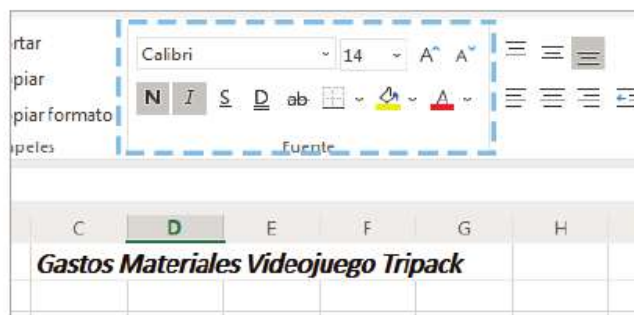 rtar
Calibri 14 A A
piar
N I S D ab A
piar formato
apeles Fuente
C D E F G H
Gastos Materiales Videojuego Tripack